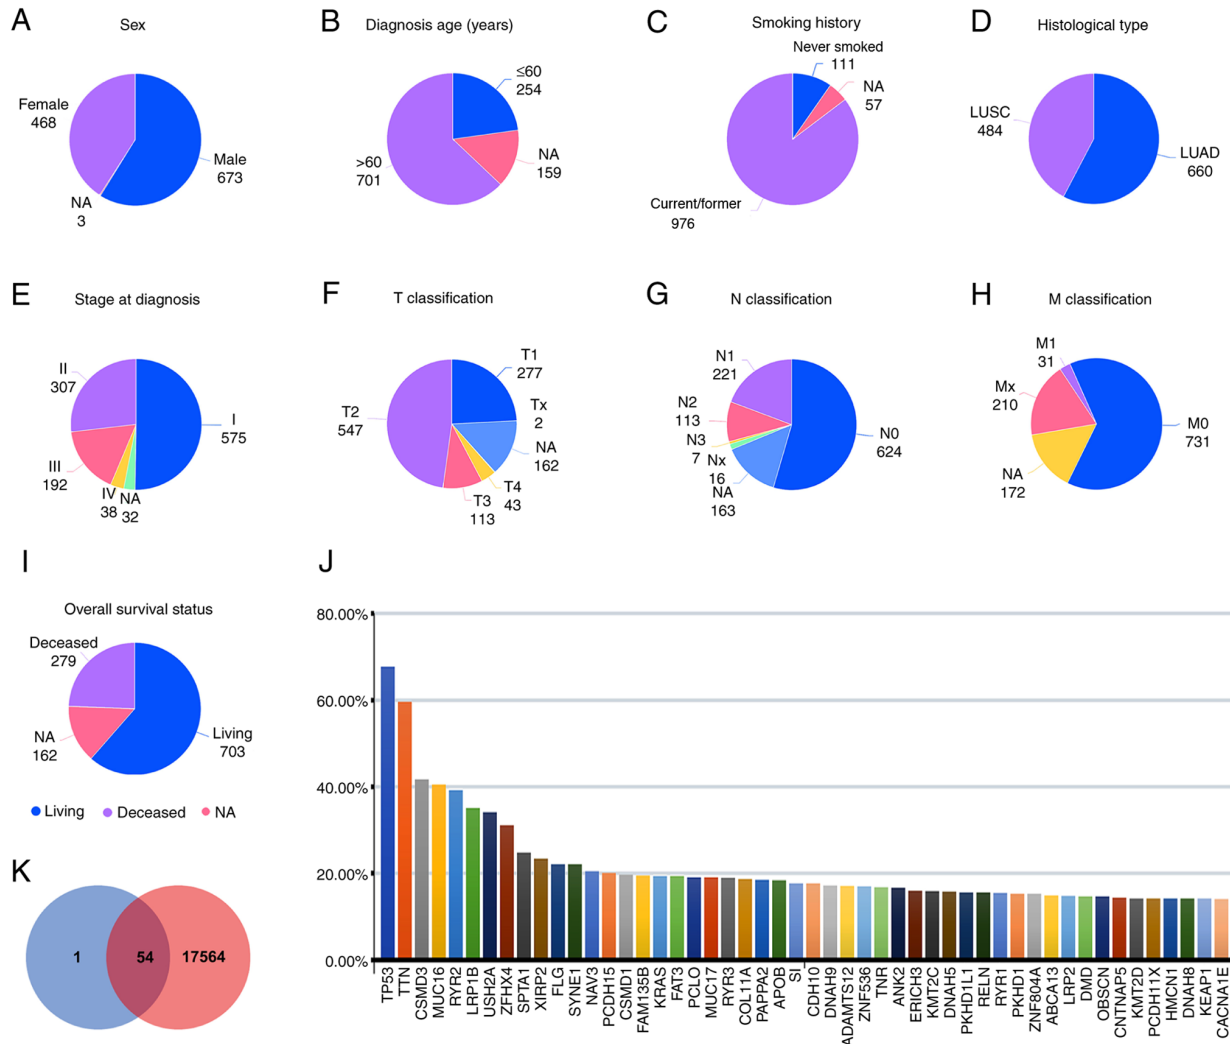 A
Sex
Female
468
Male
673
NA
3
B
Diagnosis age (years)
≤60
254
NA
159
>60
701
C
Smoking history
Never smoked
111
NA
57
Current/former
976
D
Histological type
LUSC
484
LUAD
660
E
Stage at diagnosis
II
307
I
575
III
192
IV
38
NA
32
F
T classification
T1
277
Tx
2
NA
162
T4
43
T3
113
T2
547
G
N classification
N1
221
N2
113
N3
7
Nx
16
NA
163
N0
624
H
M classification
M1
31
Mx
210
M0
731
NA
172
I
Overall survival status
Deceased
279
NA
162
Living
703
Living
Deceased
NA
J
80.00%
60.00%
40.00%
20.00%
0.00%
TP53
TTN
CSMD3
MUC16
RYR2
LRP1B
USH2A
ZFHX4
SPTA1
XIRP2
FLG
SYNE1
NAV3
PCDH15
CSMD1
FAM135B
KRAS
FAT3
PCLO
MUC17
RYR3
COL11A
PAPPA2
APOB
SI
CDH10
DNAH9
ADAMTS12
ZNF536
TNR
ANK2
ERICH3
KMT2C
DNAH5
PKHD1L1
RELN
RYR1
PKHD1
ZNF804A
ABCA13
LRP2
DMD
OBSCN
CNTNAP5
KMT2D
PCDH11X
HMCN1
DNAH8
KEAP1
CACNA1E
K
1
54
17564